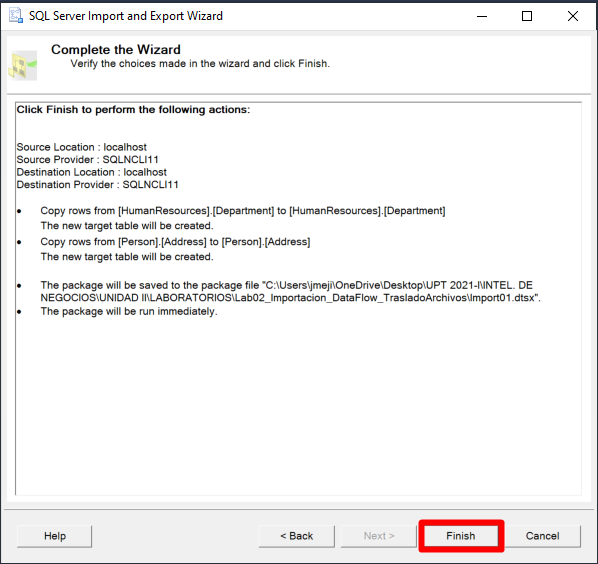 SQL Server Import and Export Wizard
Complete the Wizard
Verify the choices made in the wizard and click Finish.
Click Finish to perform the following actions:
Source Location : localhost
Source Provider : SQLNCLI11
Destination Location : localhost
Destination Provider : SQLNCLI11
• Copy rows from [HumanResources].[Department] to [HumanResources].[Department]
The new target table will be created.
• Copy rows from [Person].[Address] to [Person].[Address]
The new target table will be created.
• The package will be saved to the package file "C:\Users\jmeji\OneDrive\Desktop\UPT 2021-I\INTEL. DE
NEGOCIOS\UNIDAD II\LABORATORIOS\Lab02_Importacion_DataFlow_TrasladoArchivos\Import01.dtsx".
• The package will be run immediately.
Help
< Back
Next >
Finish
Cancel